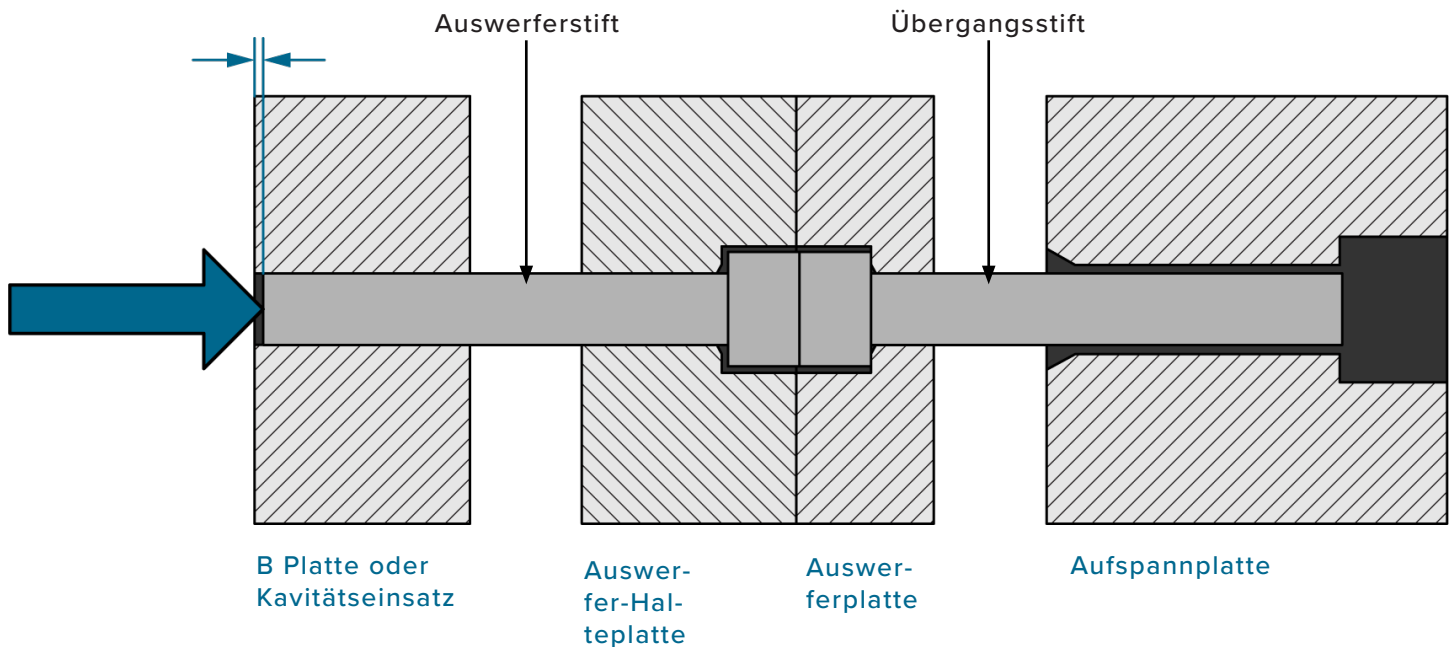 Auswerferstift
Übergangsstift
B Platte oder
Kavitätseinsatz
Auswer-
fer-Hal-
teplatte
Auswer-
ferplatte
Aufspannplatte